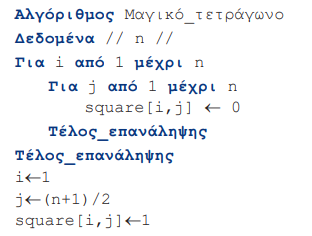 Αλγόριθμος Μαγικό_τετράγωνο
Δεδομένα // n //
Για i από 1 μέχρι n
Για j από 1 μέχρι n
square[i,j] ← 0
Τέλος_επανάληψης
Τέλος_επανάληψης
i←1
j←(n+1)/2
square[i,j]←1